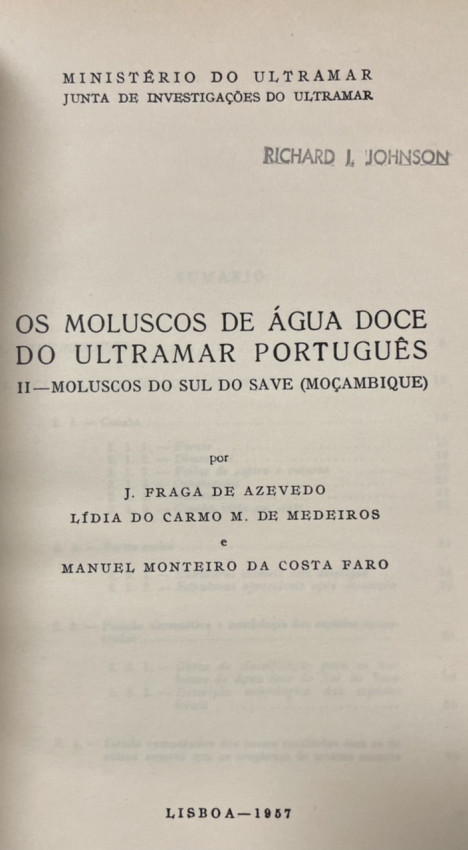 MINISTÉRIO DO ULTRAMAR
JUNTA DE INVESTIGAÇÕES DO ULTRAMAR
RICHARD I. JOHNSON
OS MOLUSCOS DE ÁGUA DOCE
DO ULTRAMAR PORTUGUÊS
II—MOLUSCOS DO SUL DO SAVE (MOÇAMBIQUE)
por
J. FRAGA DE AZEVEDO
LÍDIA DO CARMO M. DE MEDEIROS
e
MANUEL MONTEIRO DA COSTA FARO
LISBOA—1957